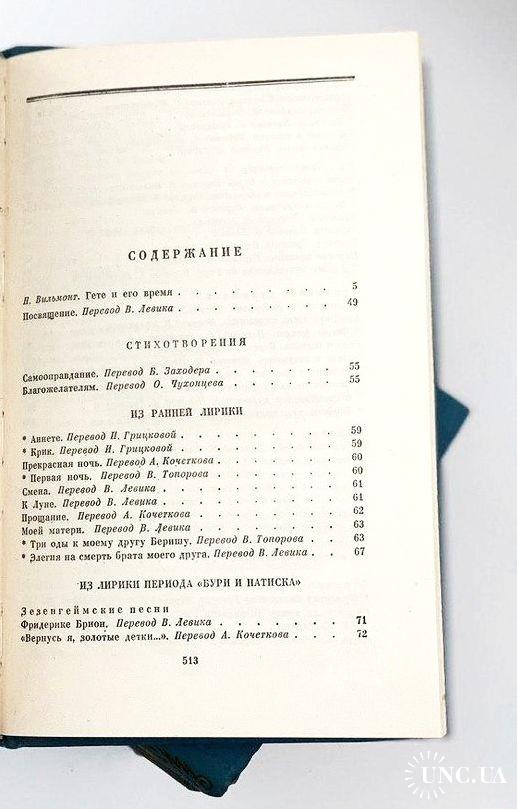 СОДЕРЖАНИЕ
Н. Вильмонт. Гете и его время . . . . . . . . . 5
Посвящение. Перевод В. Левика . . . . . . . . . 49
СТИХОТВОРЕНИЯ
Самооправдание. Перевод Б. Заходера . . . . . . . 55
Благожелателям. Перевод О. Чухонцева . . . . . . 55
ИЗ РАННЕЙ ЛИРИКИ
* Аннете. Перевод И. Грицковой . . . . . . . . . 59
* Крик. Перевод И. Грицковой . . . . . . . . . 59
Прекрасная ночь. Перевод А. Кочеткова . . . . . . 60
* Первая ночь. Перевод В. Топорова . . . . . . . 60
Смена. Перевод В. Левика . . . . . . . . . . 61
К Луне. Перевод В. Левика . . . . . . . . . . 61
Прощание. Перевод А. Кочеткова . . . . . . . . 62
Моей матери. Перевод В. Левика . . . . . . . . 63
* Три оды к моему другу Беришу. Перевод В. Топорова . . 63
* Элегия на смерть брата моего друга. Перевод В. Левика . . 67
ИЗ ЛИРИКИ ПЕРИОДА «БУРИ И НАТИСКА»
Зезенгеймские песни
Фридерике Брион. Перевод В. Левика . . . . . . . 71
«Вернусь я, золотые детки...». Перевод А. Кочеткова . . . . 72
513
UNC.UA